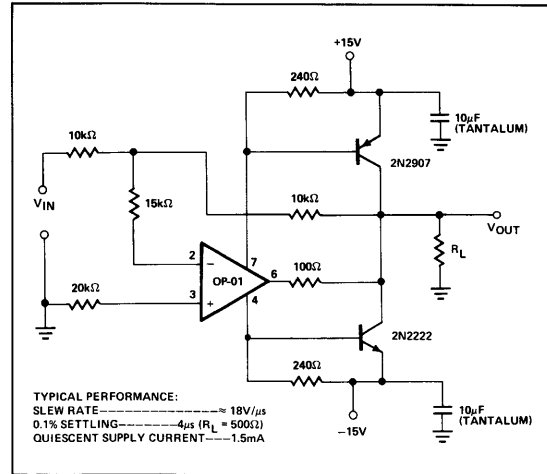 +15V
240Ω
10μF
(TANTALUM)
10kΩ
2N2907
VIN
15kΩ
10kΩ
VOUT
2
7
OP-01
6
100Ω
RL
20kΩ
3
4
2N2222
240Ω
TYPICAL PERFORMANCE:
SLEW RATE------------------≈ 18V/μs
0.1% SETTLING---------4μs (RL = 500Ω)
QUIESCENT SUPPLY CURRENT---1.5mA
−15V
10μF
(TANTALUM)